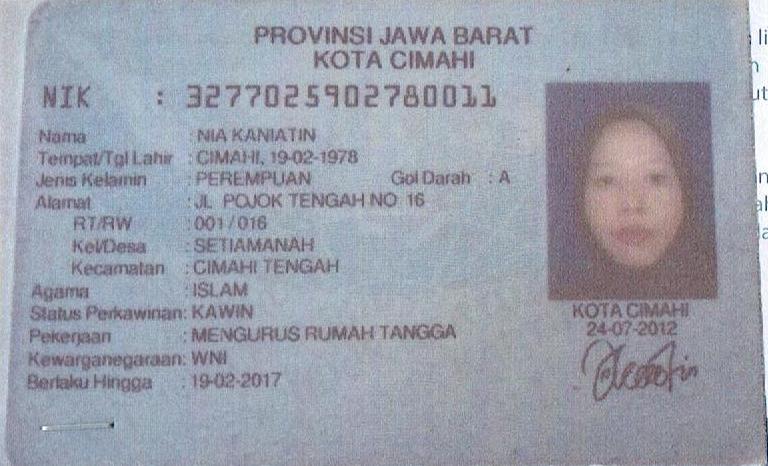 PROVINSI JAWA BARAT
KOTA CIMAHI
NIK : 3277025902780011
Nama : NIA KANIATIN
Tempat/Tgl Lahir : CIMAHI, 19-02-1978
Jenis Kelamin : PEREMPUAN Gol Darah : A
Alamat : JL. POJOK TENGAH NO 16
RT/RW : 001/016
Kel/Desa : SETIAMANAH
Kecamatan : CIMAHI TENGAH
Agama : ISLAM
Status Perkawinan: KAWIN
Pekerjaan : MENGURUS RUMAH TANGGA
Kewarganegaraan: WNI
Berlaku Hingga : 19-02-2017
KOTA CIMAHI
24-07-2012